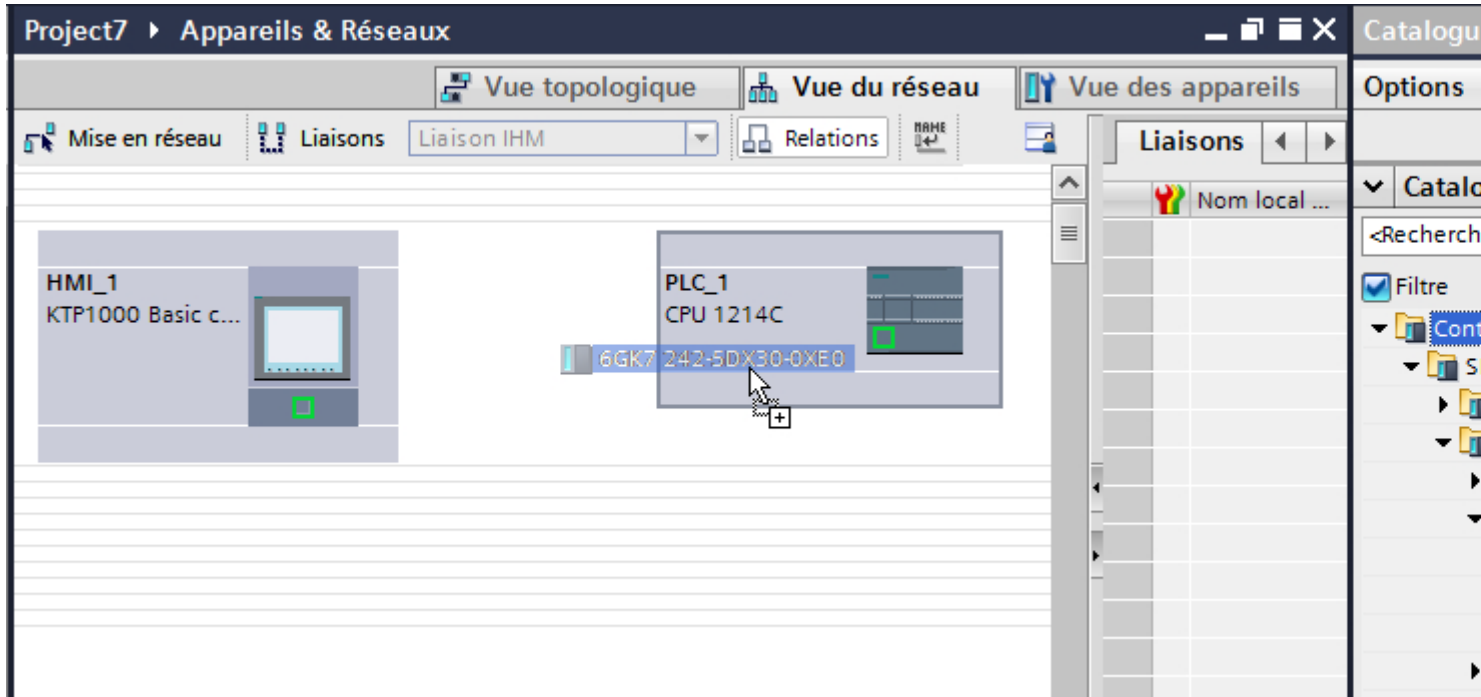 Project7 ▸ Appareils & Réseaux
Catalogu
Vue topologique
Vue du réseau
Vue des appareils
Options
Mise en réseau
Liaisons
Liaison IHM
Relations
NAME
Liaisons
Nom local ...
Catalo
<Recherch
Filtre
Cont
S
HMI_1
KTP1000 Basic c...
PLC_1
CPU 1214C
6GK7 242-5DX30-0XE0